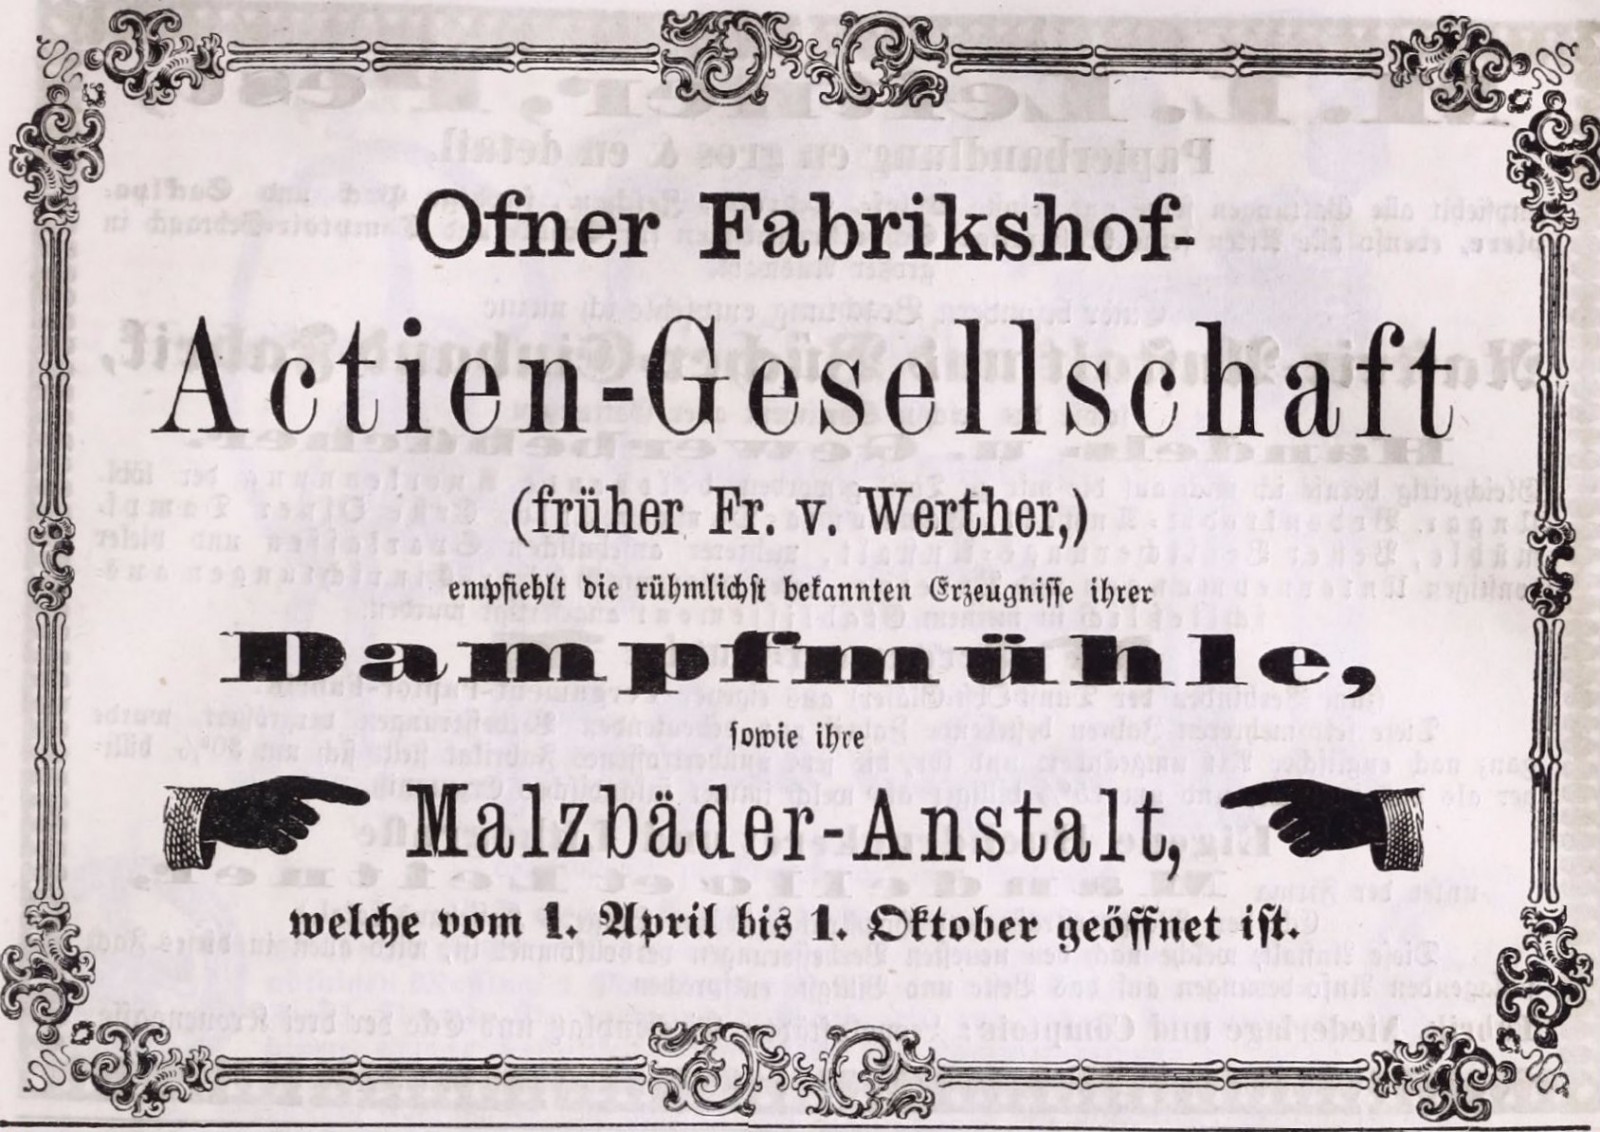 Ofner Fabrikshof-
Actien-Gesellschaft
(früher Fr. v. Werther,)
empfiehlt die rühmlichst bekannten Erzeugnisse ihrer
Dampfmühle,
sowie ihre
Malzbäder-Anstalt,
welche vom 1. April bis 1. Oktober geöffnet ist.